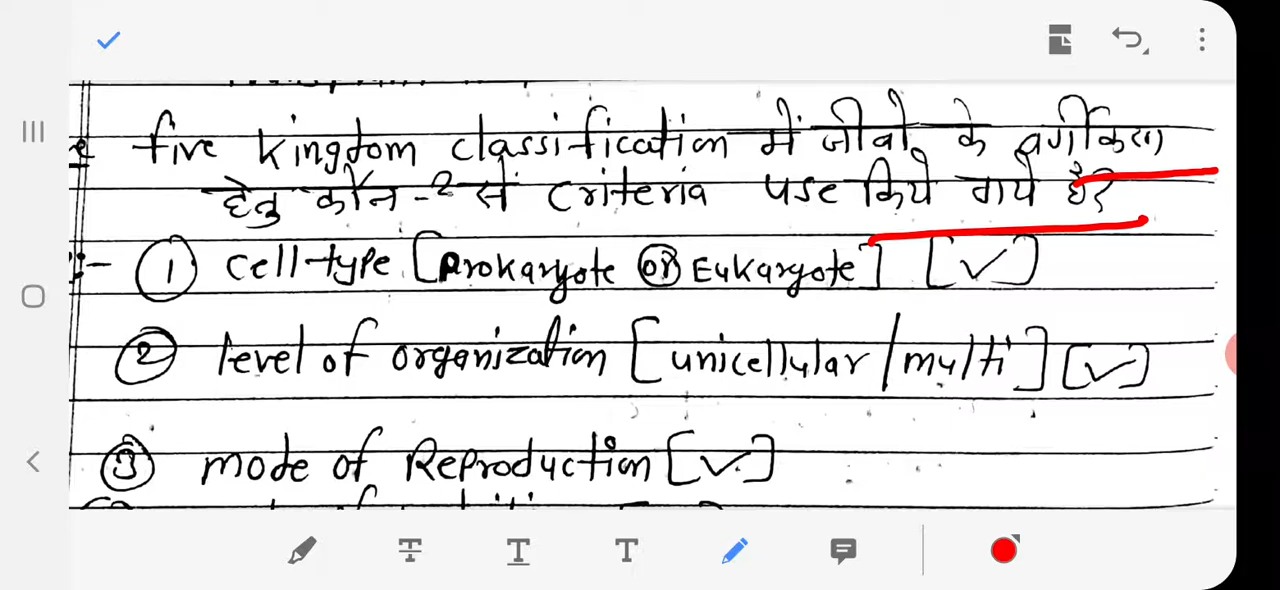 five kingdom classification में जीवों के वर्गीकरण
हेतु कौन-2 से criteria use किये गये है?
① cell-type [Prokaryote or Eukaryote] [✓]
② level of organization [unicellular/multi] [✓]
③ mode of Reproduction [✓]